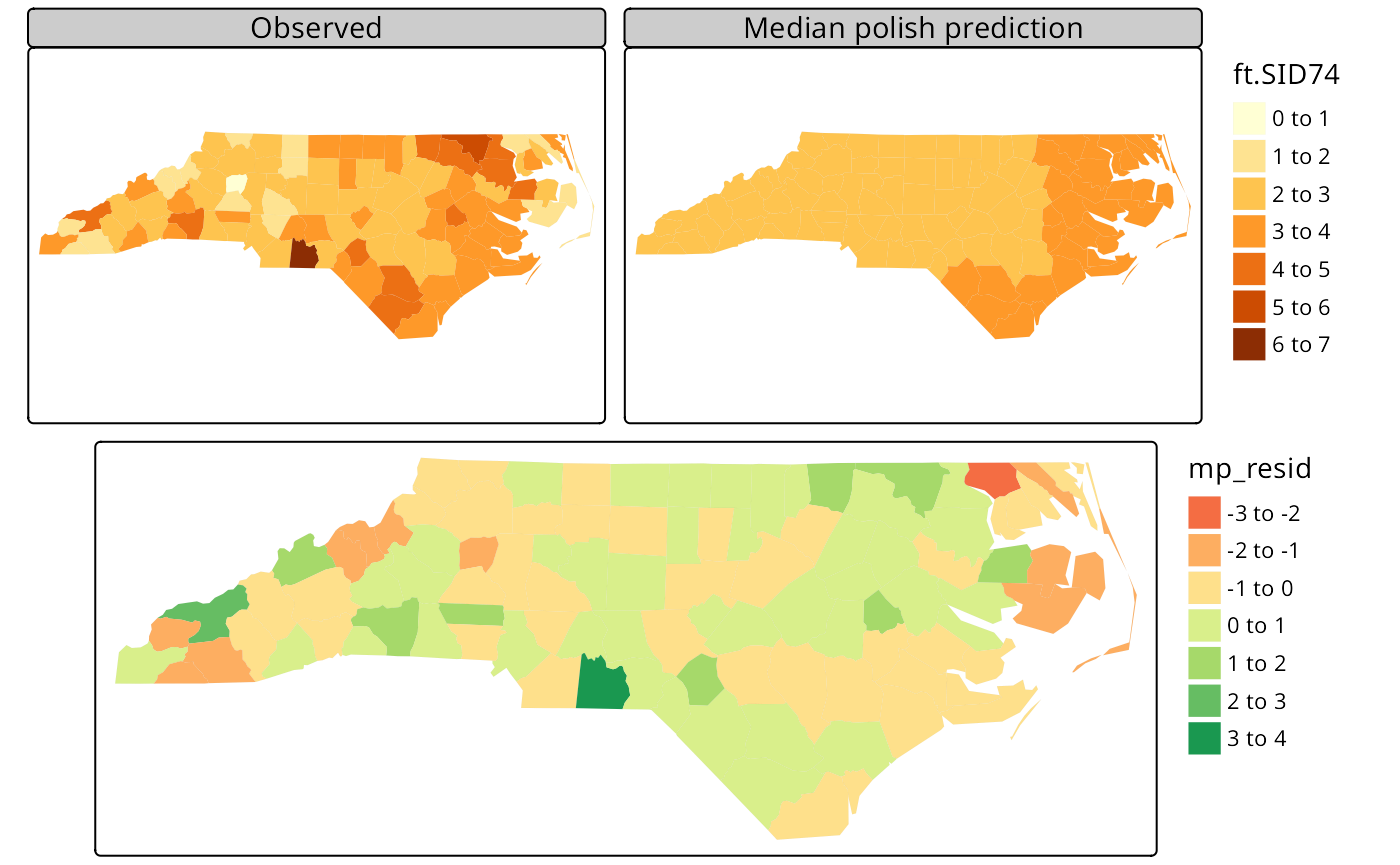 Observed
Median polish prediction
ft.SID74
0 to 1
1 to 2
2 to 3
3 to 4
4 to 5
5 to 6
6 to 7
mp_resid
-3 to -2
-2 to -1
-1 to 0
0 to 1
1 to 2
2 to 3
3 to 4